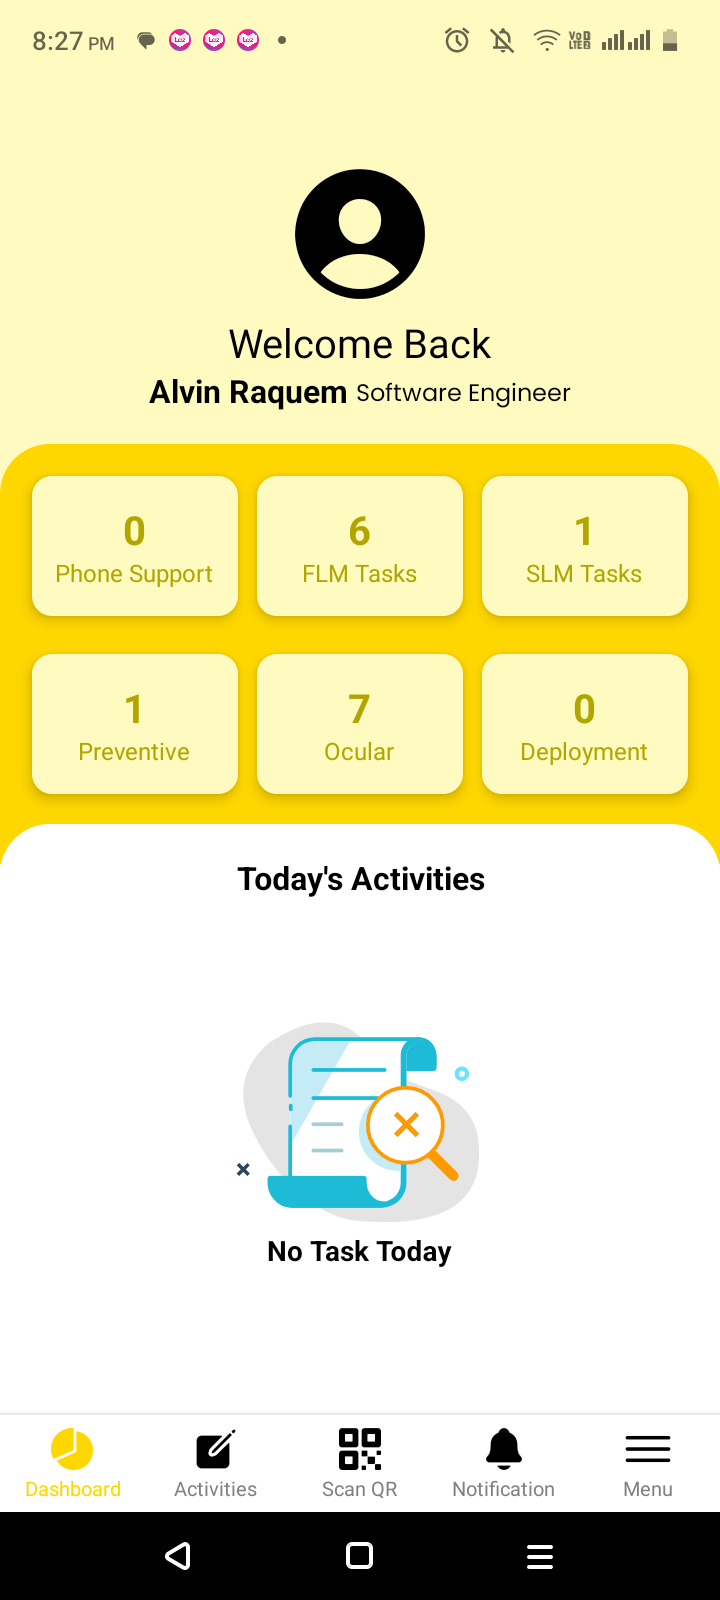 8:27 PM
Welcome Back
Alvin Raquem Software Engineer
0
Phone Support
6
FLM Tasks
1
SLM Tasks
1
Preventive
7
Ocular
0
Deployment
Today's Activities
No Task Today
Dashboard
Activities
Scan QR
Notification
Menu